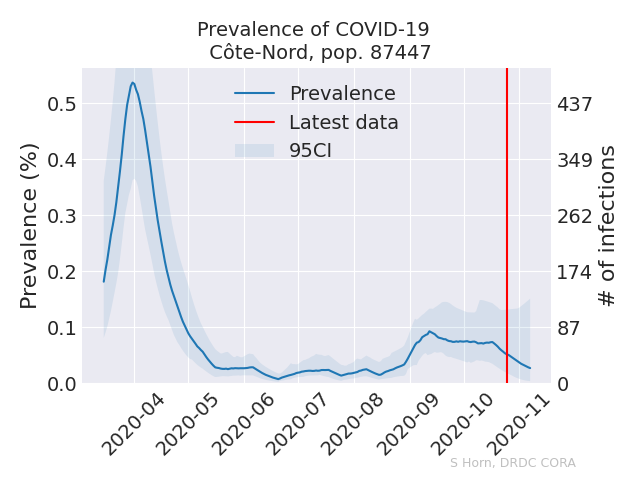 Prevalence of COVID-19
Côte-Nord, pop. 87447
Prevalence
Latest data
95CI
Prevalence (%)
0.5
0.4
0.3
0.2
0.1
0.0
# of infections
437
349
262
174
87
0
2020-04
2020-05
2020-06
2020-07
2020-08
2020-09
2020-10
2020-11
S Horn, DRDC CORA